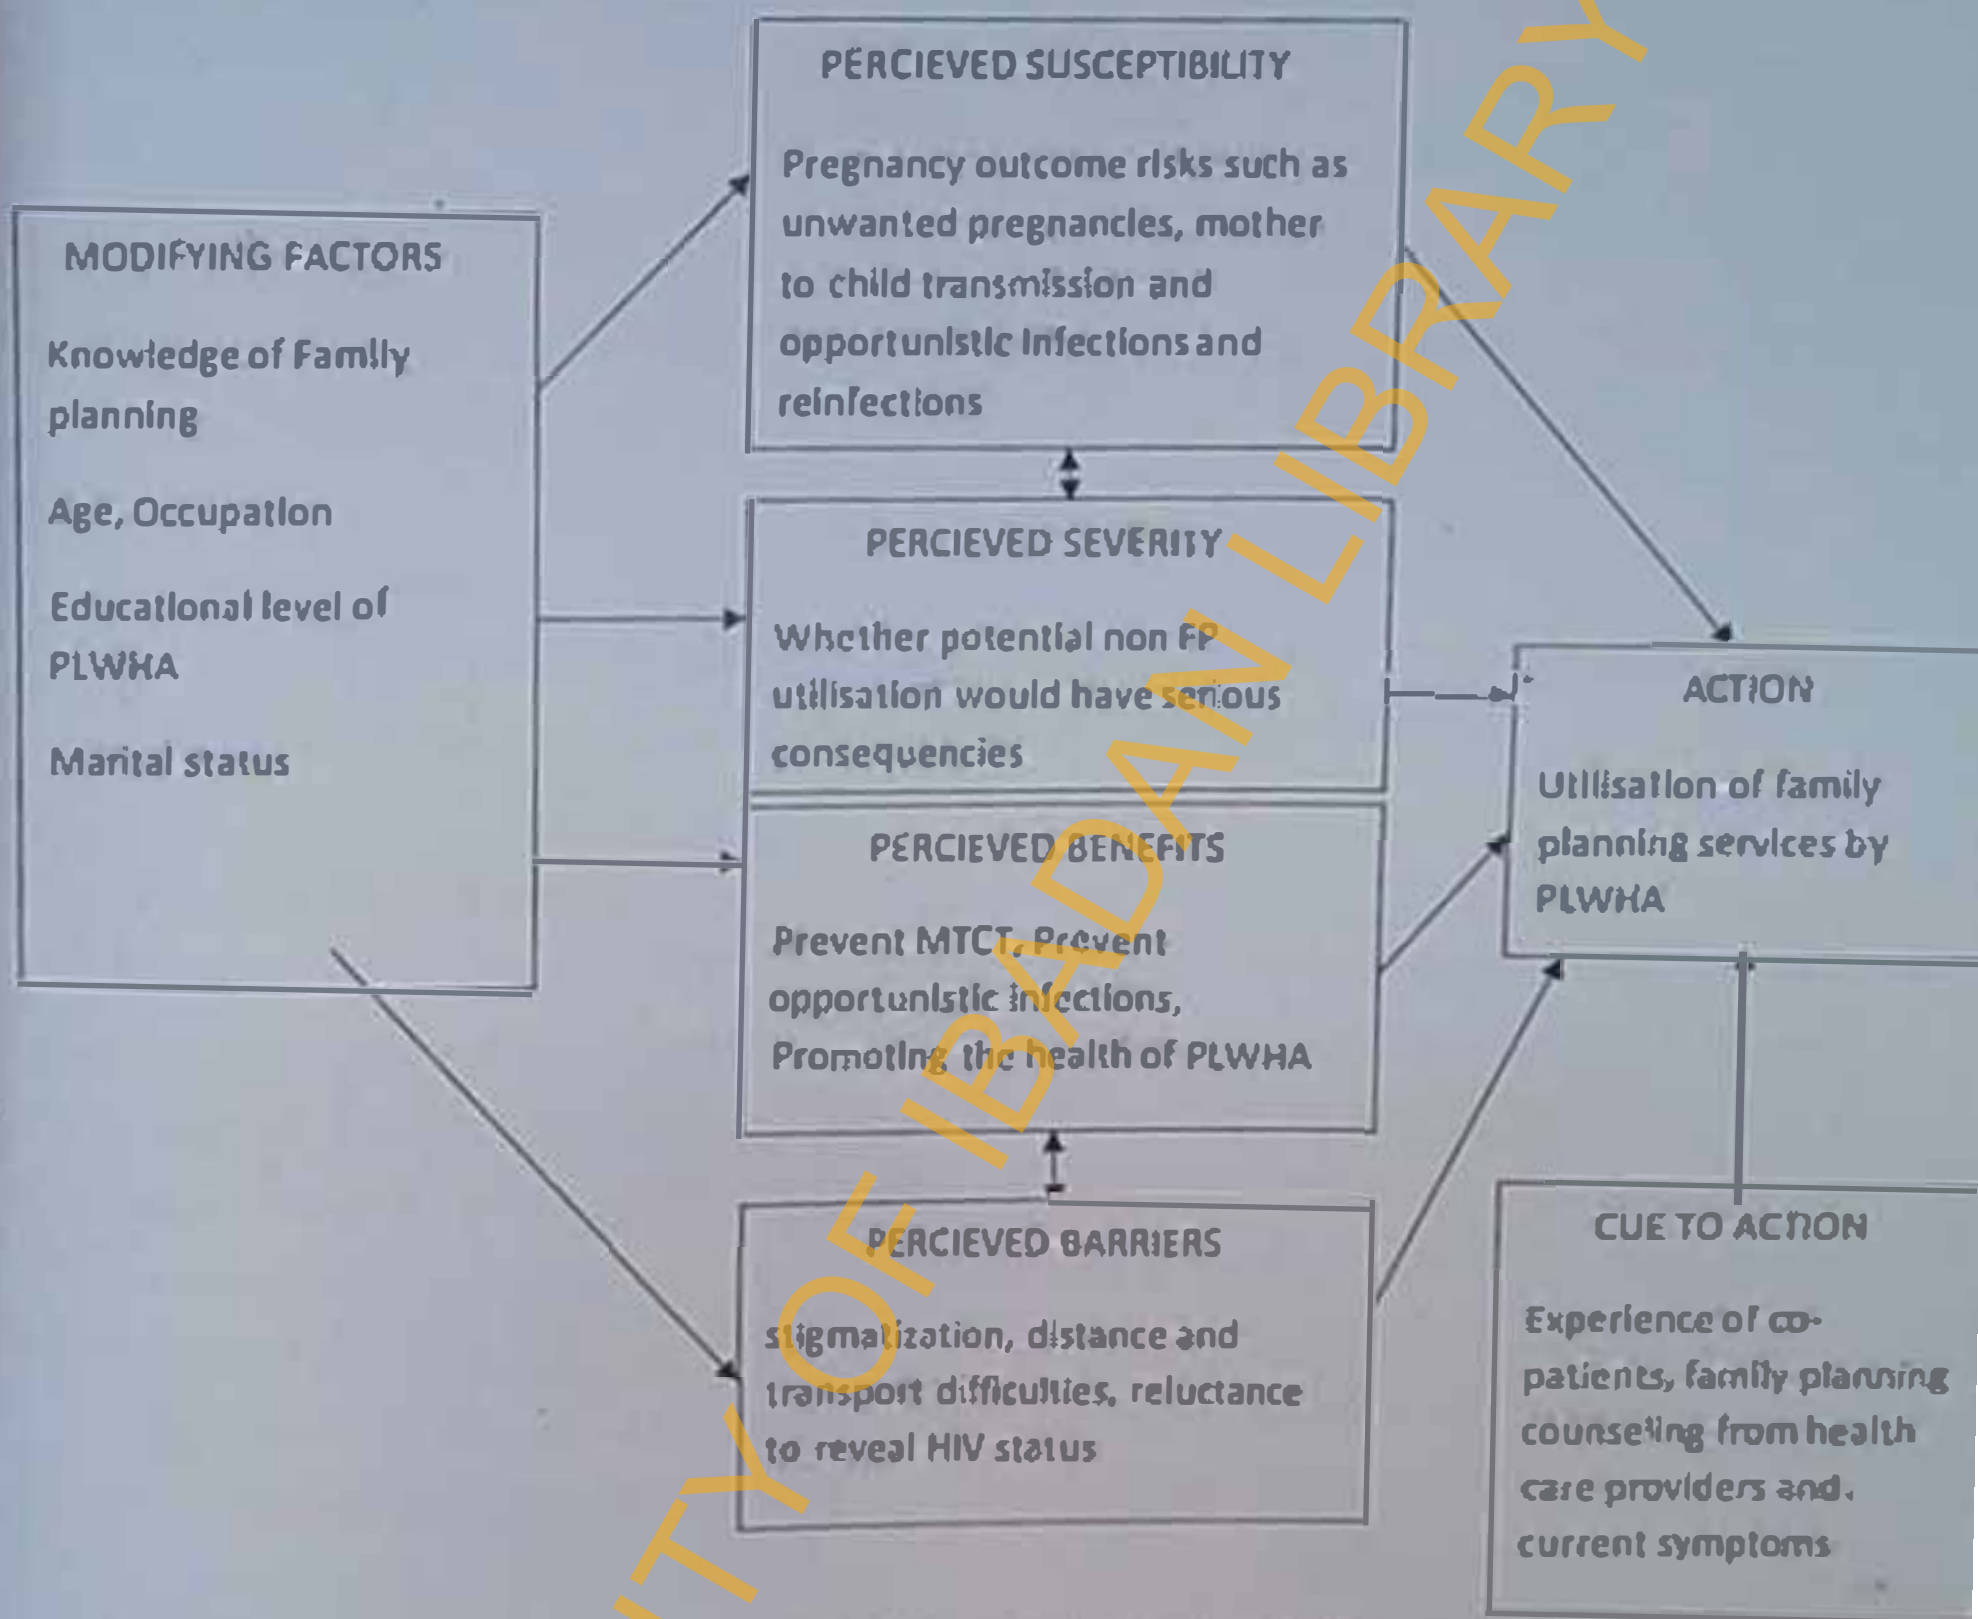 PERCIEVED SUSCEPTIBILITY
Pregnancy outcome risks such as
unwanted pregnancies, mother
to child transmission and
opportunistic infections and
reinfections
MODIFYING FACTORS
Knowledge of Family
planning
Age, Occupation
Educational level of
PLWHA
Marital status
PERCIEVED SEVERITY
Whether potential non FP
utilisation would have serious
consequencies
PERCIEVED BENEFITS
Prevent MTCT, Prevent
opportunistic infections,
Promoting the health of PLWHA
PERCIEVED BARRIERS
stigmatization, distance and
transport difficulties, reluctance
to reveal HIV status
ACTION
Utilisation of family
planning services by
PLWHA
CUE TO ACTION
Experience of co-
patients, family planning
counseling from health
care providers and.
current symptoms
ITY OF IBADAN LIBRARY